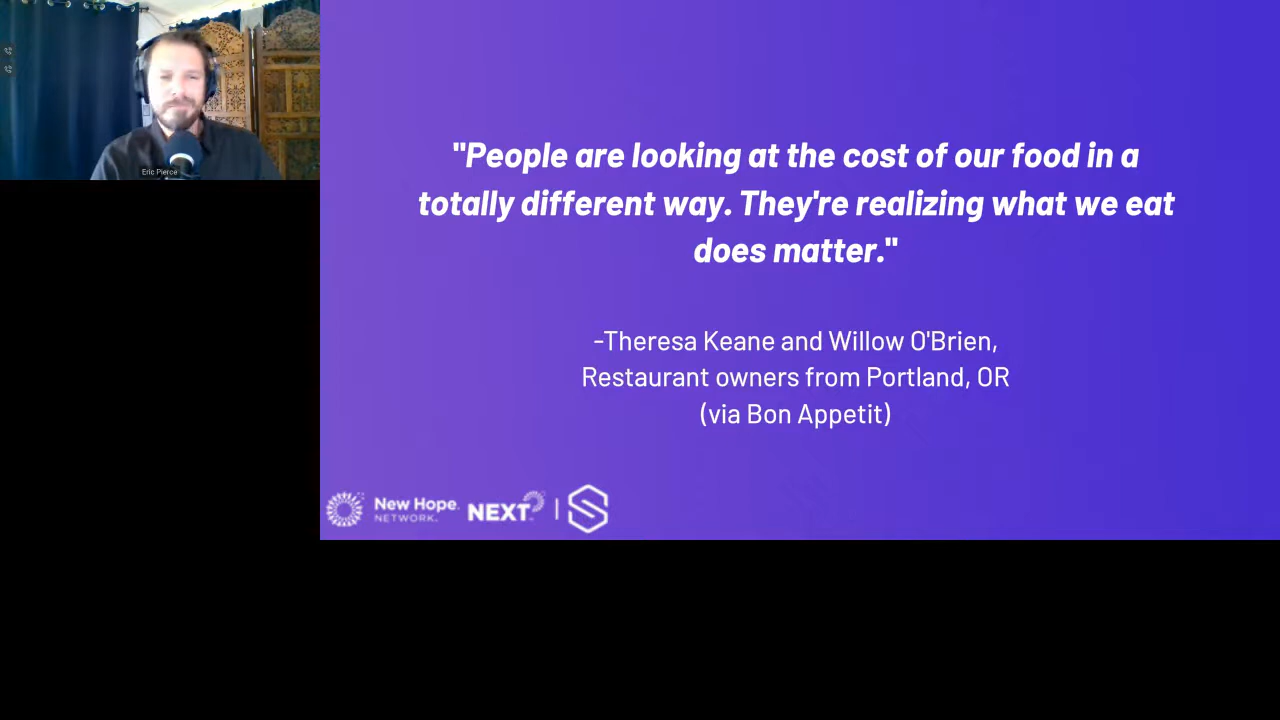 Eric Pierce
"People are looking at the cost of our food in a
totally different way. They're realizing what we eat
does matter."
-Theresa Keane and Willow O'Brien,
Restaurant owners from Portland, OR
(via Bon Appetit)
New Hope
NETWORK.
NEXT